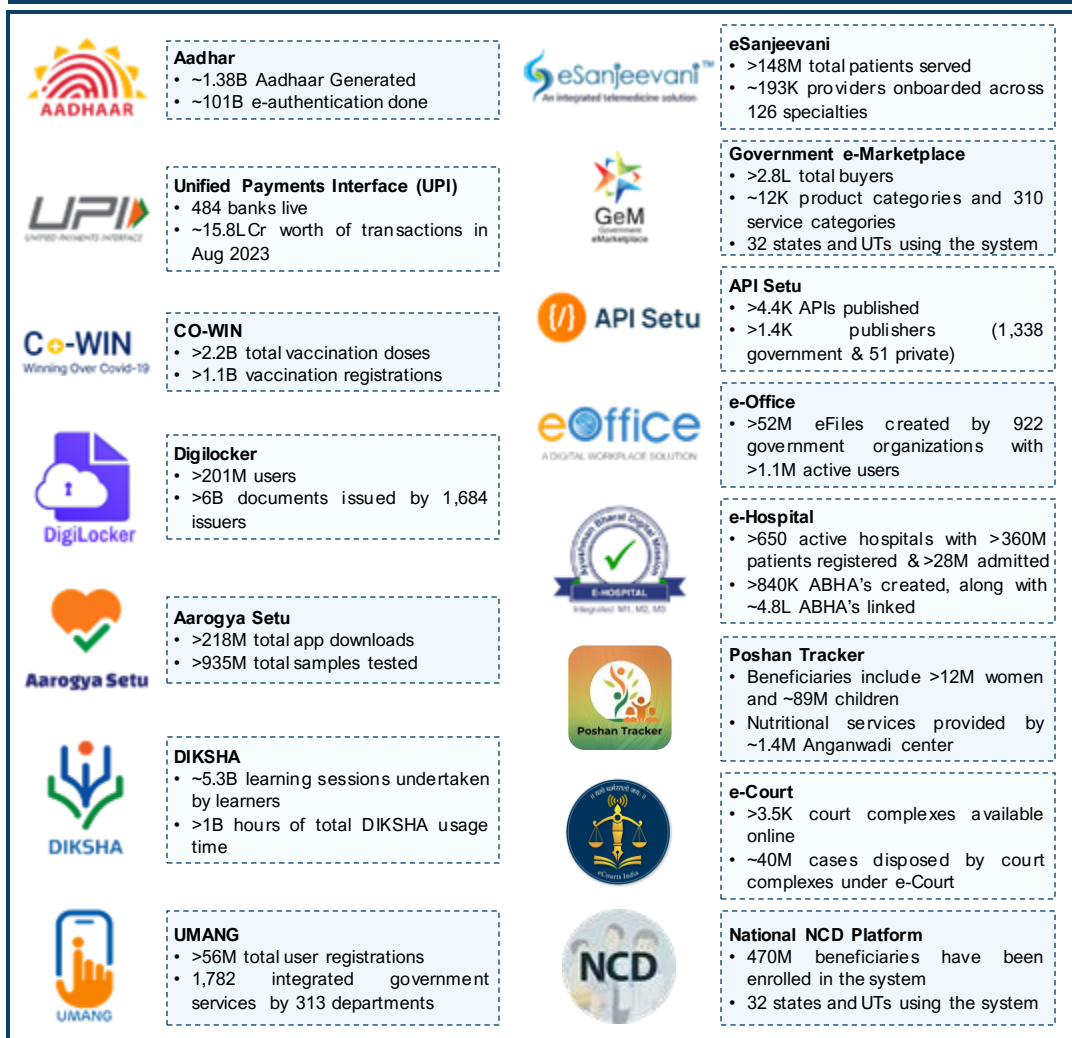 AADHAAR
Aadhar
• ~1.38B Aadhaar Generated
• ~101B e-authentication done
UPI
UNIFIED PAYMENTS INTERFACE
Unified Payments Interface (UPI)
• 484 banks live
• ~15.8LCr worth of transactions in
Aug 2023
Co-WIN
Winning Over Covid-19
CO-WIN
• >2.2B total vaccination doses
• >1.1B vaccination registrations
DigiLocker
Digilocker
• >201M users
• >6B documents issued by 1,684
issuers
Aarogya Setu
Aarogya Setu
• >218M total app downloads
• >935M total samples tested
DIKSHA
DIKSHA
• ~5.3B learning sessions undertaken
by learners
• >1B hours of total DIKSHA usage
time
UMANG
UMANG
• >56M total user registrations
• 1,782 integrated government
services by 313 departments
eSanjeevani™
An integrated telemedicine solution
eSanjeevani
• >148M total patients served
• ~193K providers onboarded across
126 specialties
GeM
Government
eMarketplace
Government e-Marketplace
• >2.8L total buyers
• ~12K product categories and 310
service categories
• 32 states and UTs using the system
{/} API Setu
API Setu
• >4.4K APIs published
• >1.4K publishers (1,338
government & 51 private)
eOffice
A DIGITAL WORKPLACE SOLUTION
e-Office
• >52M eFiles created by 922
government organizations with
>1.1M active users
Ayushman Bharat Digital Mission
E-HOSPITAL
Integrated: M1, M2, M3
e-Hospital
• >650 active hospitals with >360M
patients registered & >28M admitted
• >840K ABHA's created, along with
~4.8L ABHA's linked
Poshan Tracker
Poshan Tracker
• Beneficiaries include >12M women
and ~89M children
• Nutritional services provided by
~1.4M Anganwadi center
॥ यतो धर्मस्ततो जयः ॥
eCourts India
e-Court
• >3.5K court complexes available
online
• ~40M cases disposed by court
complexes under e-Court
NCD
National NCD Platform
• 470M beneficiaries have been
enrolled in the system
• 32 states and UTs using the system